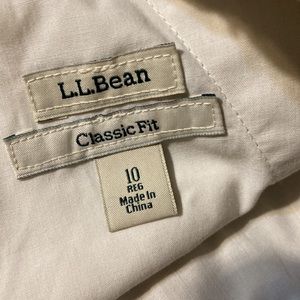 L.L.Bean
Classic Fit
10
REG
Made In
China